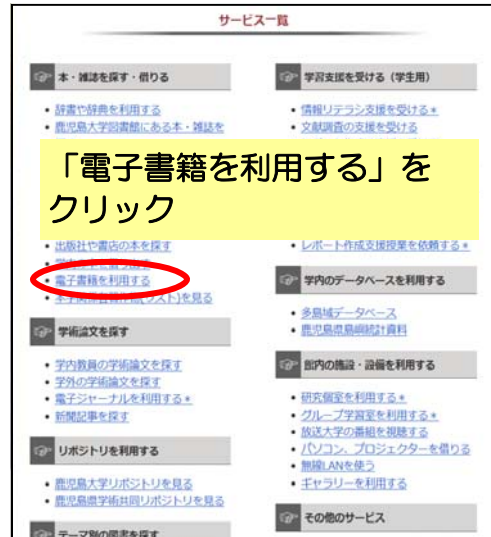 サービス一覧
本・雑誌を探す・借りる
・辞書や辞典を利用する
・鹿児島大学図書館にある本・雑誌を
「電子書籍を利用する」を
クリック
・出版社や書店の本を探す
・電子書籍を利用する
学術論文を探す
・学内教員の学術論文を探す
・学外の学術論文を探す
・電子ジャーナルを利用する*
・新聞記事を探す
リポジトリを利用する
・鹿児島大学リポジトリを見る
・鹿児島県学術共同リポジトリを見る
テーマ別の図書を探す
学習支援を受ける（学生用）
・情報リテラシ支援を受ける*
・文献調査の支援を受ける
・レポート作成支援授業を依頼する*
学内のデータベースを利用する
・多島域データベース
・鹿児島県島嶼統計資料
館内の施設・設備を利用する
・研究個室を利用する*
・グループ学習室を利用する*
・放送大学の番組を視聴する
・パソコン、プロジェクターを借りる
・無線LANを使う
・ギャラリーを利用する
その他のサービス